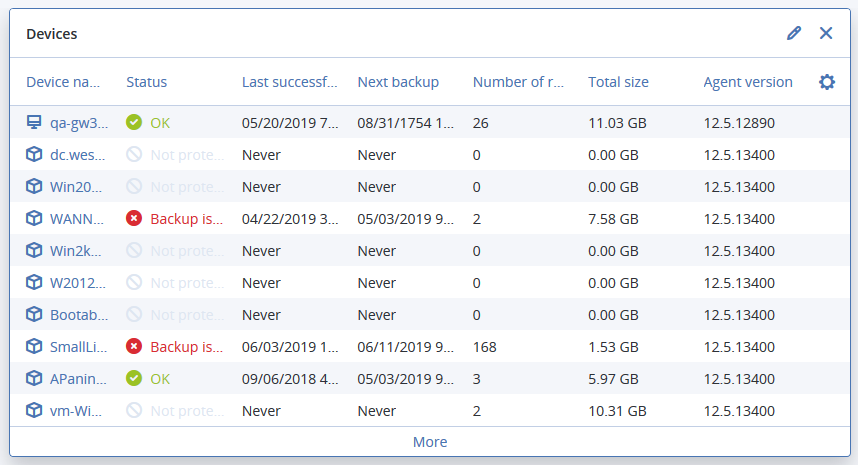 Devices
Device na... Status Last successf... Next backup Number of r... Total size Agent version
qa-gw3... OK 05/20/2019 7... 08/31/1754 1... 26 11.03 GB 12.5.12890
dc.wes... Not prote... Never Never 0 0.00 GB 12.5.13400
Win20... Not prote... Never Never 0 0.00 GB 12.5.13400
WANN... Backup is... 04/22/2019 3... 05/03/2019 9... 2 7.58 GB 12.5.13400
Win2k... Not prote... Never Never 0 0.00 GB 12.5.13400
W2012... Not prote... Never Never 0 0.00 GB 12.5.13400
Bootab... Not prote... Never Never 0 0.00 GB 12.5.13400
SmallLi... Backup is... 06/03/2019 1... 06/11/2019 9... 168 1.53 GB 12.5.13400
APanin... OK 09/06/2018 4... 05/03/2019 9... 3 5.97 GB 12.5.13400
vm-Wi... Not prote... Never Never 2 10.31 GB 12.5.13400
More